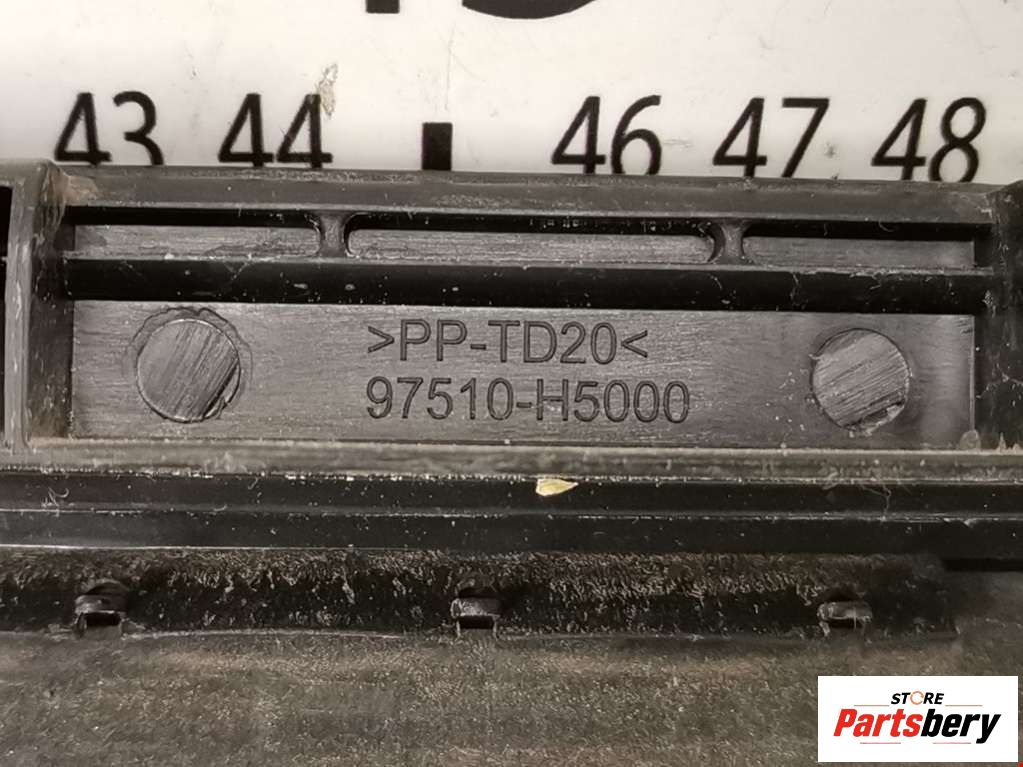 43 44 46 47 48
>PP-TD20<
97510-H5000
STORE
Partsbery